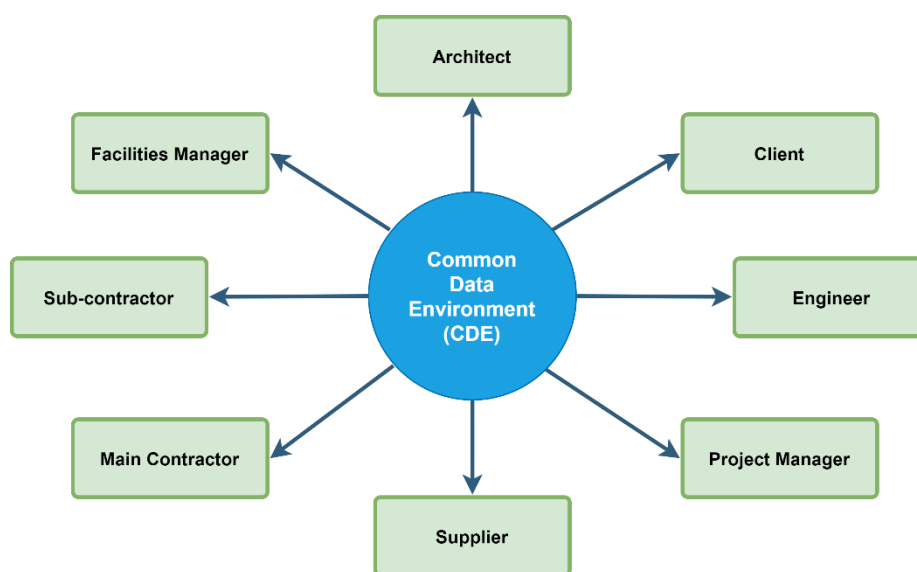 Architect
Facilities Manager
Client
Common
Data
Environment
(CDE)
Sub-contractor
Engineer
Main Contractor
Project Manager
Supplier